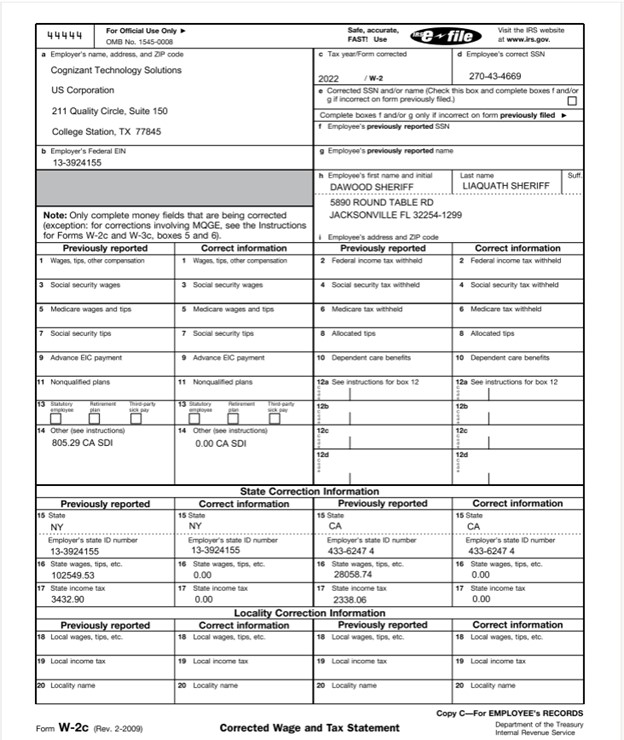 44444
For Official Use Only ▶
OMB No. 1545-0008
Safe, accurate,
FAST! Use
IRS e~file
Visit the IRS website
at www.irs.gov.
a Employer's name, address, and ZIP code
Cognizant Technology Solutions
US Corporation
211 Quality Circle, Suite 150
College Station, TX 77845
c Tax year/Form corrected
2022 / W-2
d Employee's correct SSN
270-43-4669
e Corrected SSN and/or name (Check this box and complete boxes f and/or
g if incorrect on form previously filed.)
Complete boxes f and/or g only if incorrect on form previously filed ▶
f Employee's previously reported SSN
b Employer's Federal EIN
13-3924155
g Employee's previously reported name
h Employee's first name and initial Last name Suff.
DAWOOD SHERIFF LIAQUATH SHERIFF
5890 ROUND TABLE RD
JACKSONVILLE FL 32254-1299
Note: Only complete money fields that are being corrected
(exception: for corrections involving MQGE, see the Instructions
for Forms W-2c and W-3c, boxes 5 and 6).
i Employee's address and ZIP code
Previously reported Correct information Previously reported Correct information
1 Wages, tips, other compensation 1 Wages, tips, other compensation 2 Federal income tax withheld 2 Federal income tax withheld
3 Social security wages 3 Social security wages 4 Social security tax withheld 4 Social security tax withheld
5 Medicare wages and tips 5 Medicare wages and tips 6 Medicare tax withheld 6 Medicare tax withheld
7 Social security tips 7 Social security tips 8 Allocated tips 8 Allocated tips
9 Advance EIC payment 9 Advance EIC payment 10 Dependent care benefits 10 Dependent care benefits
11 Nonqualified plans 11 Nonqualified plans 12a See instructions for box 12 12a See instructions for box 12
13 Statutory employee Retirement plan Third-party sick pay 13 Statutory employee Retirement plan Third-party sick pay 12b 12b
14 Other (see instructions) 14 Other (see instructions) 12c 12c
805.29 CA SDI 0.00 CA SDI
12d 12d
State Correction Information
Previously reported Correct information Previously reported Correct information
15 State 15 State 15 State 15 State
NY NY CA CA
Employer's state ID number Employer's state ID number Employer's state ID number Employer's state ID number
13-3924155 13-3924155 433-6247 4 433-6247 4
16 State wages, tips, etc. 16 State wages, tips, etc. 16 State wages, tips, etc. 16 State wages, tips, etc.
102549.53 0.00 28058.74 0.00
17 State income tax 17 State income tax 17 State income tax 17 State income tax
3432.90 0.00 2338.06 0.00
Locality Correction Information
Previously reported Correct information Previously reported Correct information
18 Local wages, tips, etc. 18 Local wages, tips, etc. 18 Local wages, tips, etc. 18 Local wages, tips, etc.
19 Local income tax 19 Local income tax 19 Local income tax 19 Local income tax
20 Locality name 20 Locality name 20 Locality name 20 Locality name
Copy C—For EMPLOYEE's RECORDS
Form W-2c (Rev. 2-2009) Corrected Wage and Tax Statement Department of the Treasury
Internal Revenue Service